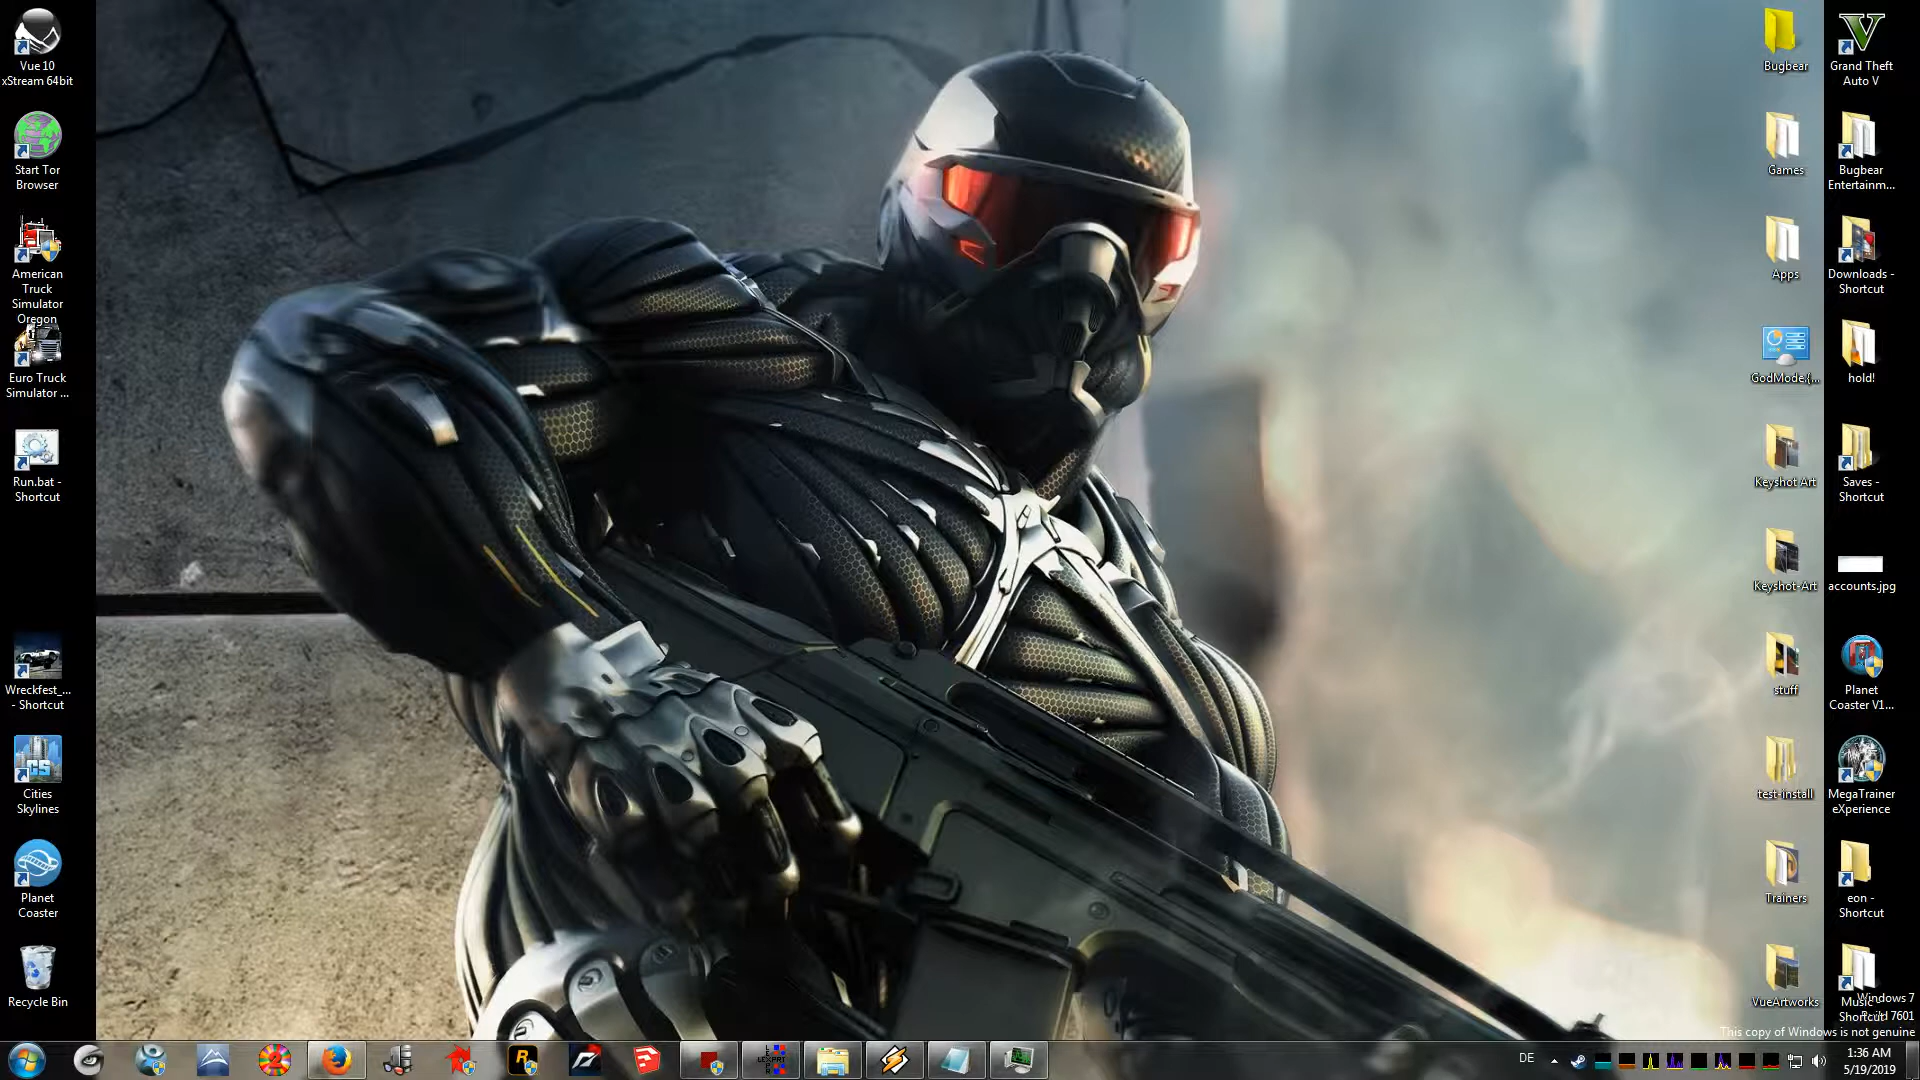 Vue 10
xStream 64bit
Start Tor
Browser
American
Truck
Simulator
Oregon
Euro Truck
Simulator ...
Run.bat -
Shortcut
Wreckfest_...
- Shortcut
Cities
Skylines
Planet
Coaster
Recycle Bin
Bugbear
Games
Apps
GodMode.{...
Keyshot Art
Keyshot-Art
stuff
test-install
Trainers
VueArtworks
Grand Theft
Auto V
Bugbear
Entertainm...
Downloads -
Shortcut
hold!
Saves -
Shortcut
accounts.jpg
Planet
Coaster V1...
MegaTrainer
eXperience
eon -
Shortcut
Music -
Shortcut
Windows 7
Build 7601
This copy of Windows is not genuine
DE
1:36 AM
5/19/2019